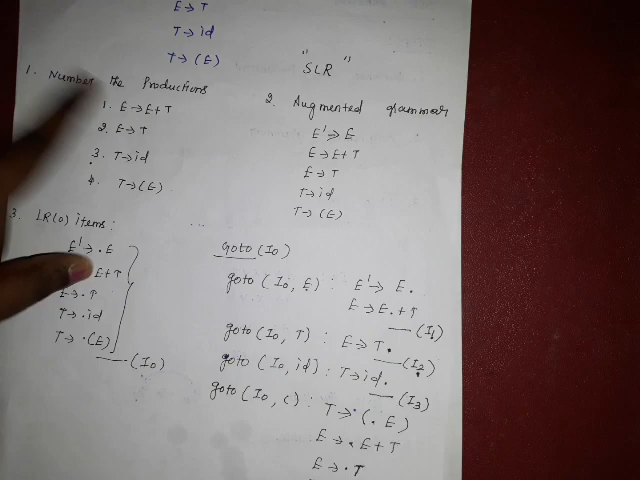 E → T
T → id
T → (E)
"SLR"
1. Number the Productions
1. E → E + T
2. E → T
3. T → id
4. T → (E)
2. Augmented grammar
E' → E
E → E + T
E → T
T → id
T → (E)
3. LR(0) items:
E' → .E
E + T
E → .T
T → .id
T → .(E)
(I0)
Goto (I0)
goto (I0, E) : E' → E.
E → E. + T
(I1)
goto (I0, T) : E → T.
(I2)
goto (I0, id) : T → id.
(I3)
goto (I0, () : T → (.E)
E → .E + T
E → .T